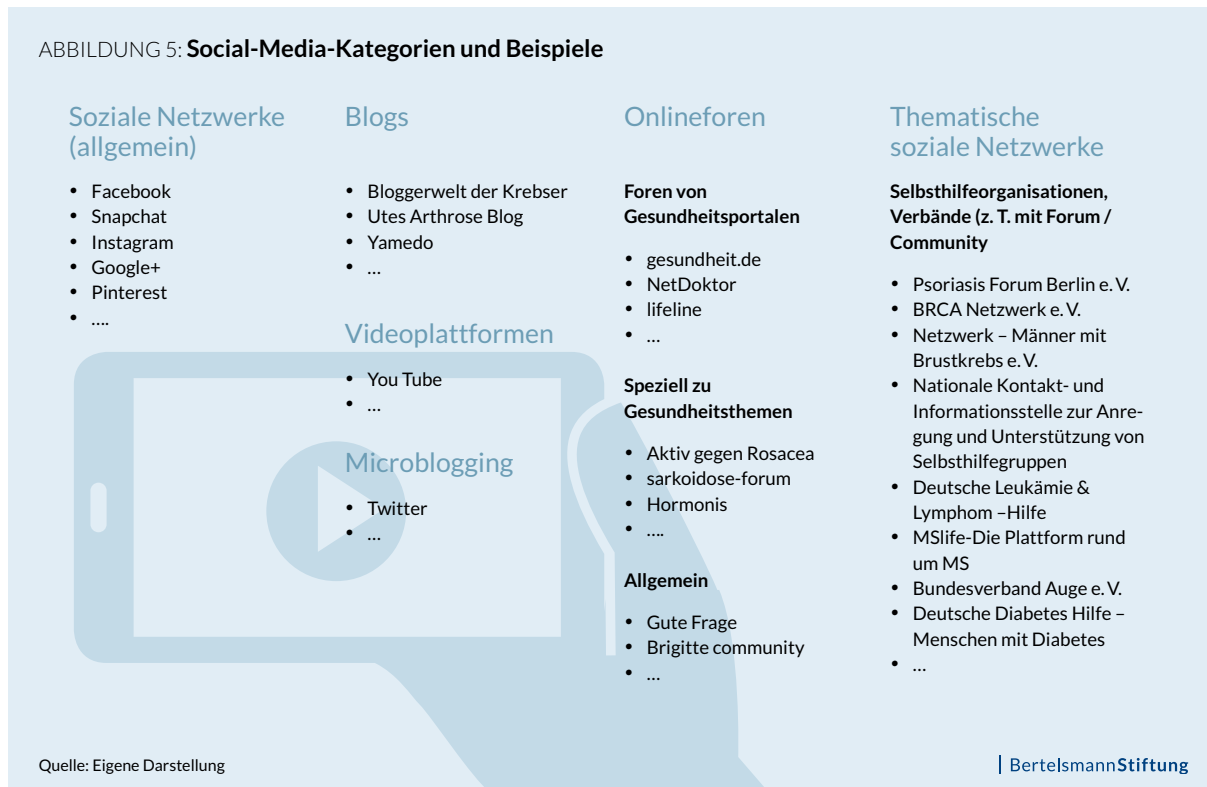 ABBILDUNG 5: Social-Media-Kategorien und Beispiele
Soziale Netzwerke
(allgemein)
• Facebook
• Snapchat
• Instagram
• Google+
• Pinterest
• ....
Blogs
• Bloggerwelt der Krebser
• Utes Arthrose Blog
• Yamedo
• ...
Videoplattformen
• You Tube
• ...
Microblogging
• Twitter
• ...
Onlineforen
Foren von
Gesundheitsportalen
• gesundheit.de
• NetDoktor
• lifeline
• ...
Speziell zu
Gesundheitsthemen
• Aktiv gegen Rosacea
• sarkoidose-forum
• Hormonis
• ....
Allgemein
• Gute Frage
• Brigitte community
• ...
Thematische
soziale Netzwerke
Selbsthilfeorganisationen,
Verbände (z. T. mit Forum /
Community
• Psoriasis Forum Berlin e. V.
• BRCA Netzwerk e. V.
• Netzwerk – Männer mit
Brustkrebs e. V.
• Nationale Kontakt- und
Informationsstelle zur Anre-
gung und Unterstützung von
Selbsthilfegruppen
• Deutsche Leukämie &
Lymphom –Hilfe
• MSlife-Die Plattform rund
um MS
• Bundesverband Auge e. V.
• Deutsche Diabetes Hilfe –
Menschen mit Diabetes
• ...
Quelle: Eigene Darstellung
BertelsmannStiftung